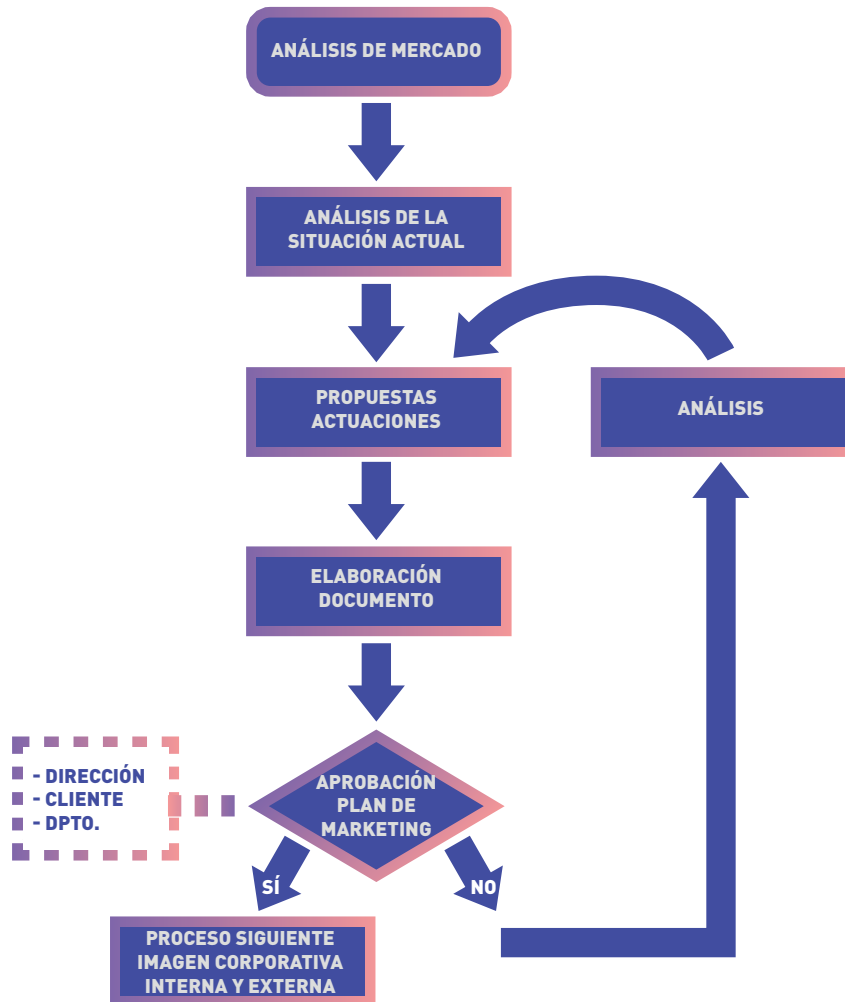 ANÁLISIS DE MERCADO
ANÁLISIS DE LA
SITUACIÓN ACTUAL
PROPUESTAS
ACTUACIONES
ANÁLISIS
ELABORACIÓN
DOCUMENTO
- DIRECCIÓN
- CLIENTE
- DPTO.
APROBACIÓN
PLAN DE
MARKETING
SÍ
NO
PROCESO SIGUIENTE
IMAGEN CORPORATIVA
INTERNA Y EXTERNA